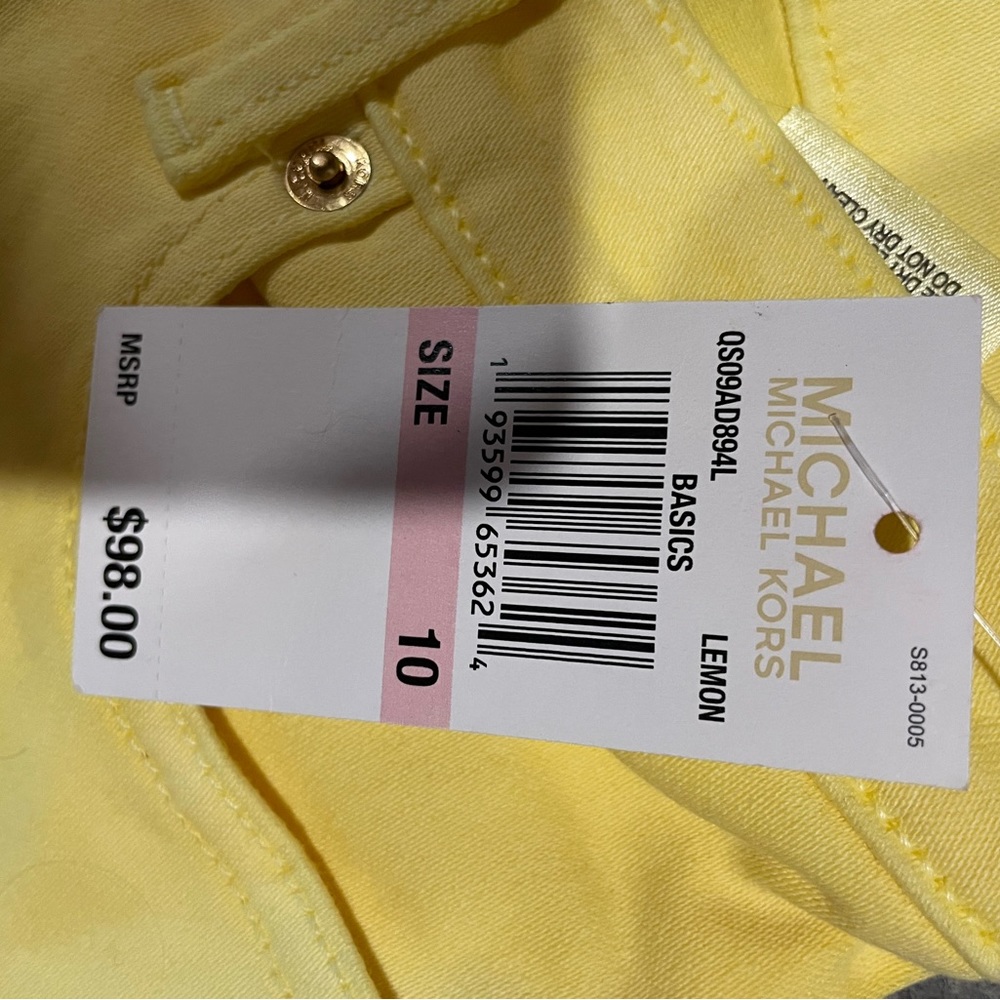 S813-0005
MICHAEL
MICHAEL KORS
QS09AD894L LEMON
BASICS
1 93599 65362 4
SIZE 10
MSRP $98.00
DO NOT DRY CLEAN